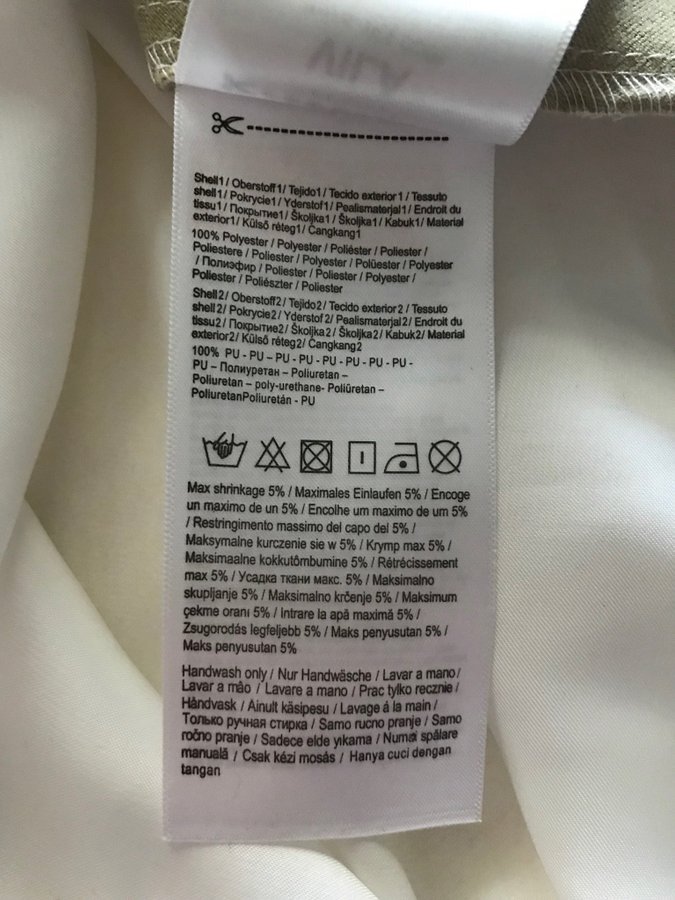 Shell1/ Oberstoff1/ Tejido1/ Tecido exterior1/ Tessuto
shell1/ Pokrycie1/ Yderstof1/ Pealismaterjal1/ Endroit du
tissu1/ Покрытие1/ Školjka1/ Školjka1/ Kabuk1/ Material
exterior1/ Külső réteg1/ Cangkang1
100% Polyester / Polyester / Poliéster / Poliester /
Poliestere / Poliester / Polyester / Polüester / Polyester
/ Полиэфир / Poliester / Poliester / Polyester /
Poliester / Poliészter / Poliester
Shell2/ Oberstoff2/ Tejido2/ Tecido exterior2/ Tessuto
shell2/ Pokrycie2/ Yderstof2/ Pealismaterjal2/ Endroit du
tissu2/ Покрытие2/ Školjka2/ Školjka2/ Kabuk2/ Material
exterior2/ Külső réteg2/ Cangkang2
100% PU - PU – PU - PU - PU - PU - PU - PU -
PU – Полиуретан – Poliuretan –
Poliuretan – poly-urethane- Poliüretan –
PoliuretanPoliuretán - PU
Max shrinkage 5% / Maximales Einlaufen 5% / Encoge
un maximo de un 5% / Encolhe um maximo de um 5%
/ Restringimento massimo del capo del 5% /
Maksymalne kurczenie sie w 5% / Krymp max 5% /
Maksimaalne kokkutõmbumine 5% / Rétrécissement
max 5% / Усадка ткани макс. 5% / Maksimalno
skupljanje 5% / Maksimalno krčenje 5% / Maksimum
çekme oranı 5% / Intrare la apă maximă 5% /
Zsugorodás legfeljebb 5% / Maks penyusutan 5% /
Maks penyusutan 5%
Handwash only / Nur Handwäsche / Lavar a mano/
Lavar a mâo / Lavare a mano / Prac tylko recznie/
Håndvask / Ainult käsipesu / Lavage á la main /
Только ручная стирка / Samo rucno pranje / Samo
ročno pranje / Sadece elde yıkama / Numai spălare
manuală / Csak kézi mosás / Hanya cuci dengan
tangan